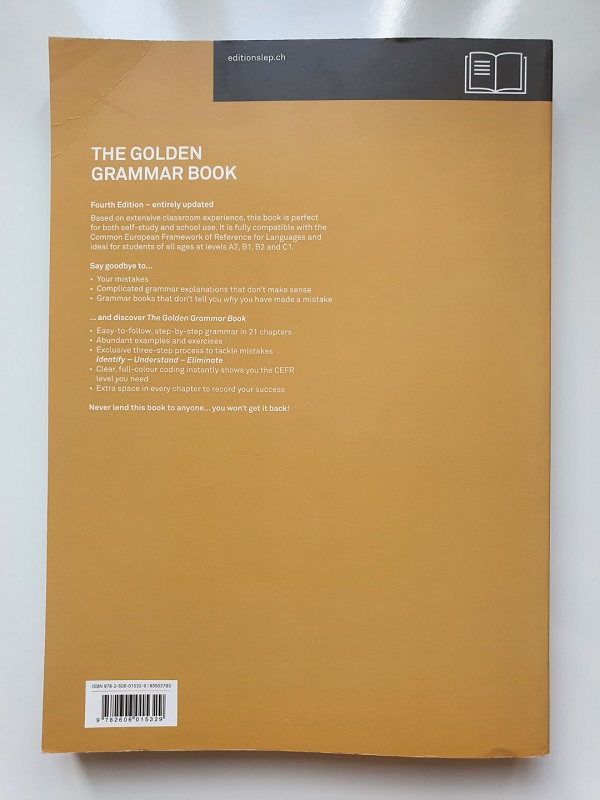 editionslep.ch
THE GOLDEN
GRAMMAR BOOK
Fourth Edition – entirely updated
Based on extensive classroom experience, this book is perfect
for both self-study and school use. It is fully compatible with the
Common European Framework of Reference for Languages and
ideal for students of all ages at levels A2, B1, B2 and C1.
Say goodbye to...
• Your mistakes
• Complicated grammar explanations that don't make sense
• Grammar books that don't tell you why you have made a mistake
... and discover The Golden Grammar Book
• Easy-to-follow, step-by-step grammar in 21 chapters
• Abundant examples and exercises
• Exclusive three-step process to tackle mistakes
Identify – Understand – Eliminate
• Clear, full-colour coding instantly shows you the CEFR
level you need
• Extra space in every chapter to record your success
Never lend this book to anyone... you won't get it back!
ISBN 978-2-606-01532-9
9 782606 015329